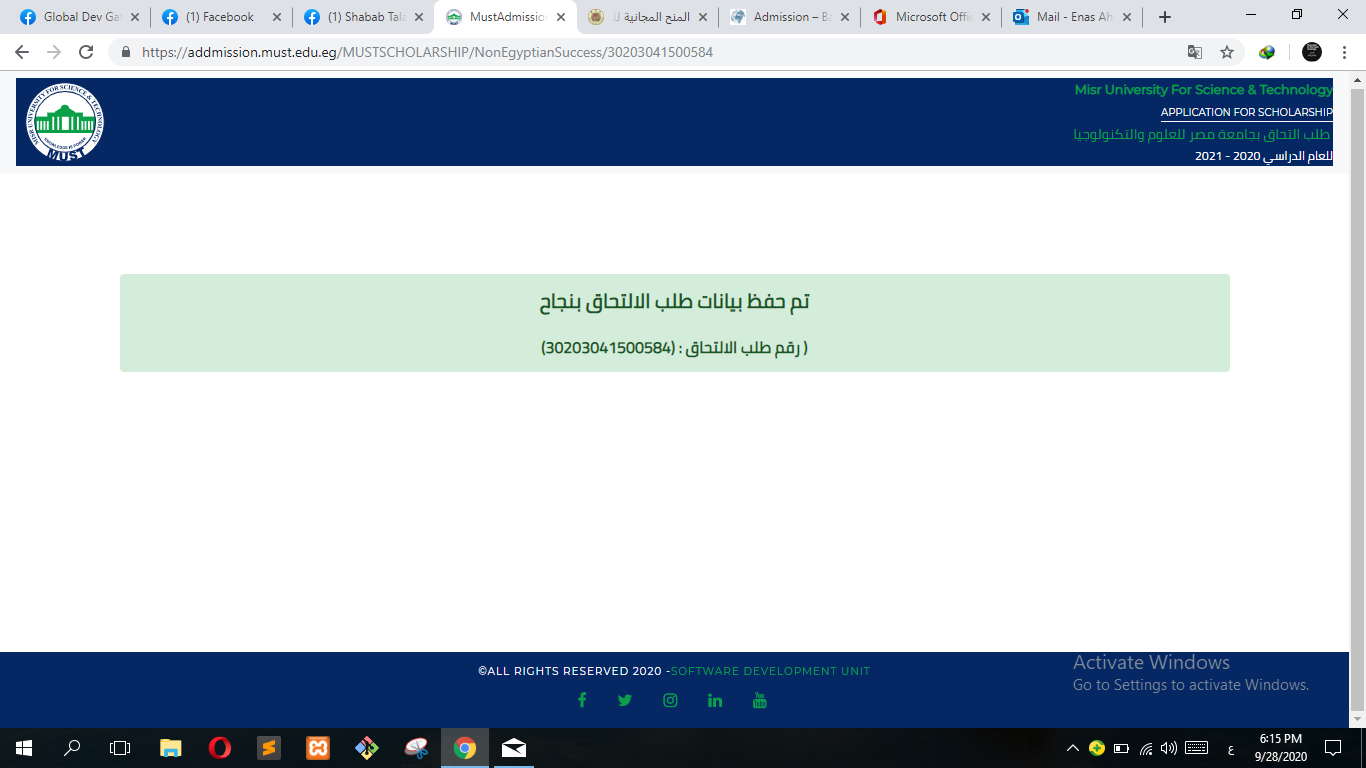 Global Dev Ga
(1) Facebook
(1) Shabab Tala
MustAdmissio
المنح المجانية لل
Admission – Ba
Microsoft Offi
Mail - Enas Ah
https://addmission.must.edu.eg/MUSTSCHOLARSHIP/NonEgyptianSuccess/30203041500584
MISR UNIVERSITY FOR SCIENCE & TECHNOLOGY
KNOWLEDGE IS POWER
MUST
Misr University For Science & Technology
APPLICATION FOR SCHOLARSHIP
طلب التحاق بجامعة مصر للعلوم والتكنولوجيا
للعام الدراسي 2020 - 2021
تم حفظ بيانات طلب الالتحاق بنجاح
( رقم طلب الالتحاق : (30203041500584)
©ALL RIGHTS RESERVED 2020 -SOFTWARE DEVELOPMENT UNIT
Activate Windows
Go to Settings to activate Windows.
ع
6:15 PM
9/28/2020